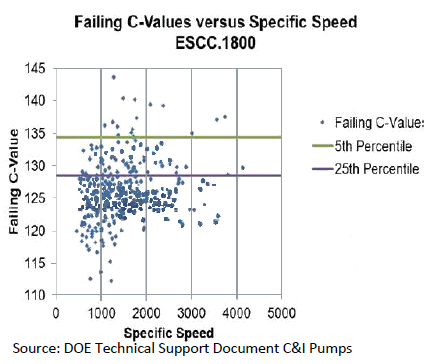 Failing C-Values versus Specific Speed
ESCC.1800
145
140
135
130
125
120
115
110
Failing C-Value
0 1000 2000 3000 4000 5000
Specific Speed
Failing C-Values
5th Percentile
25th Percentile
Source: DOE Technical Support Document C&I Pumps